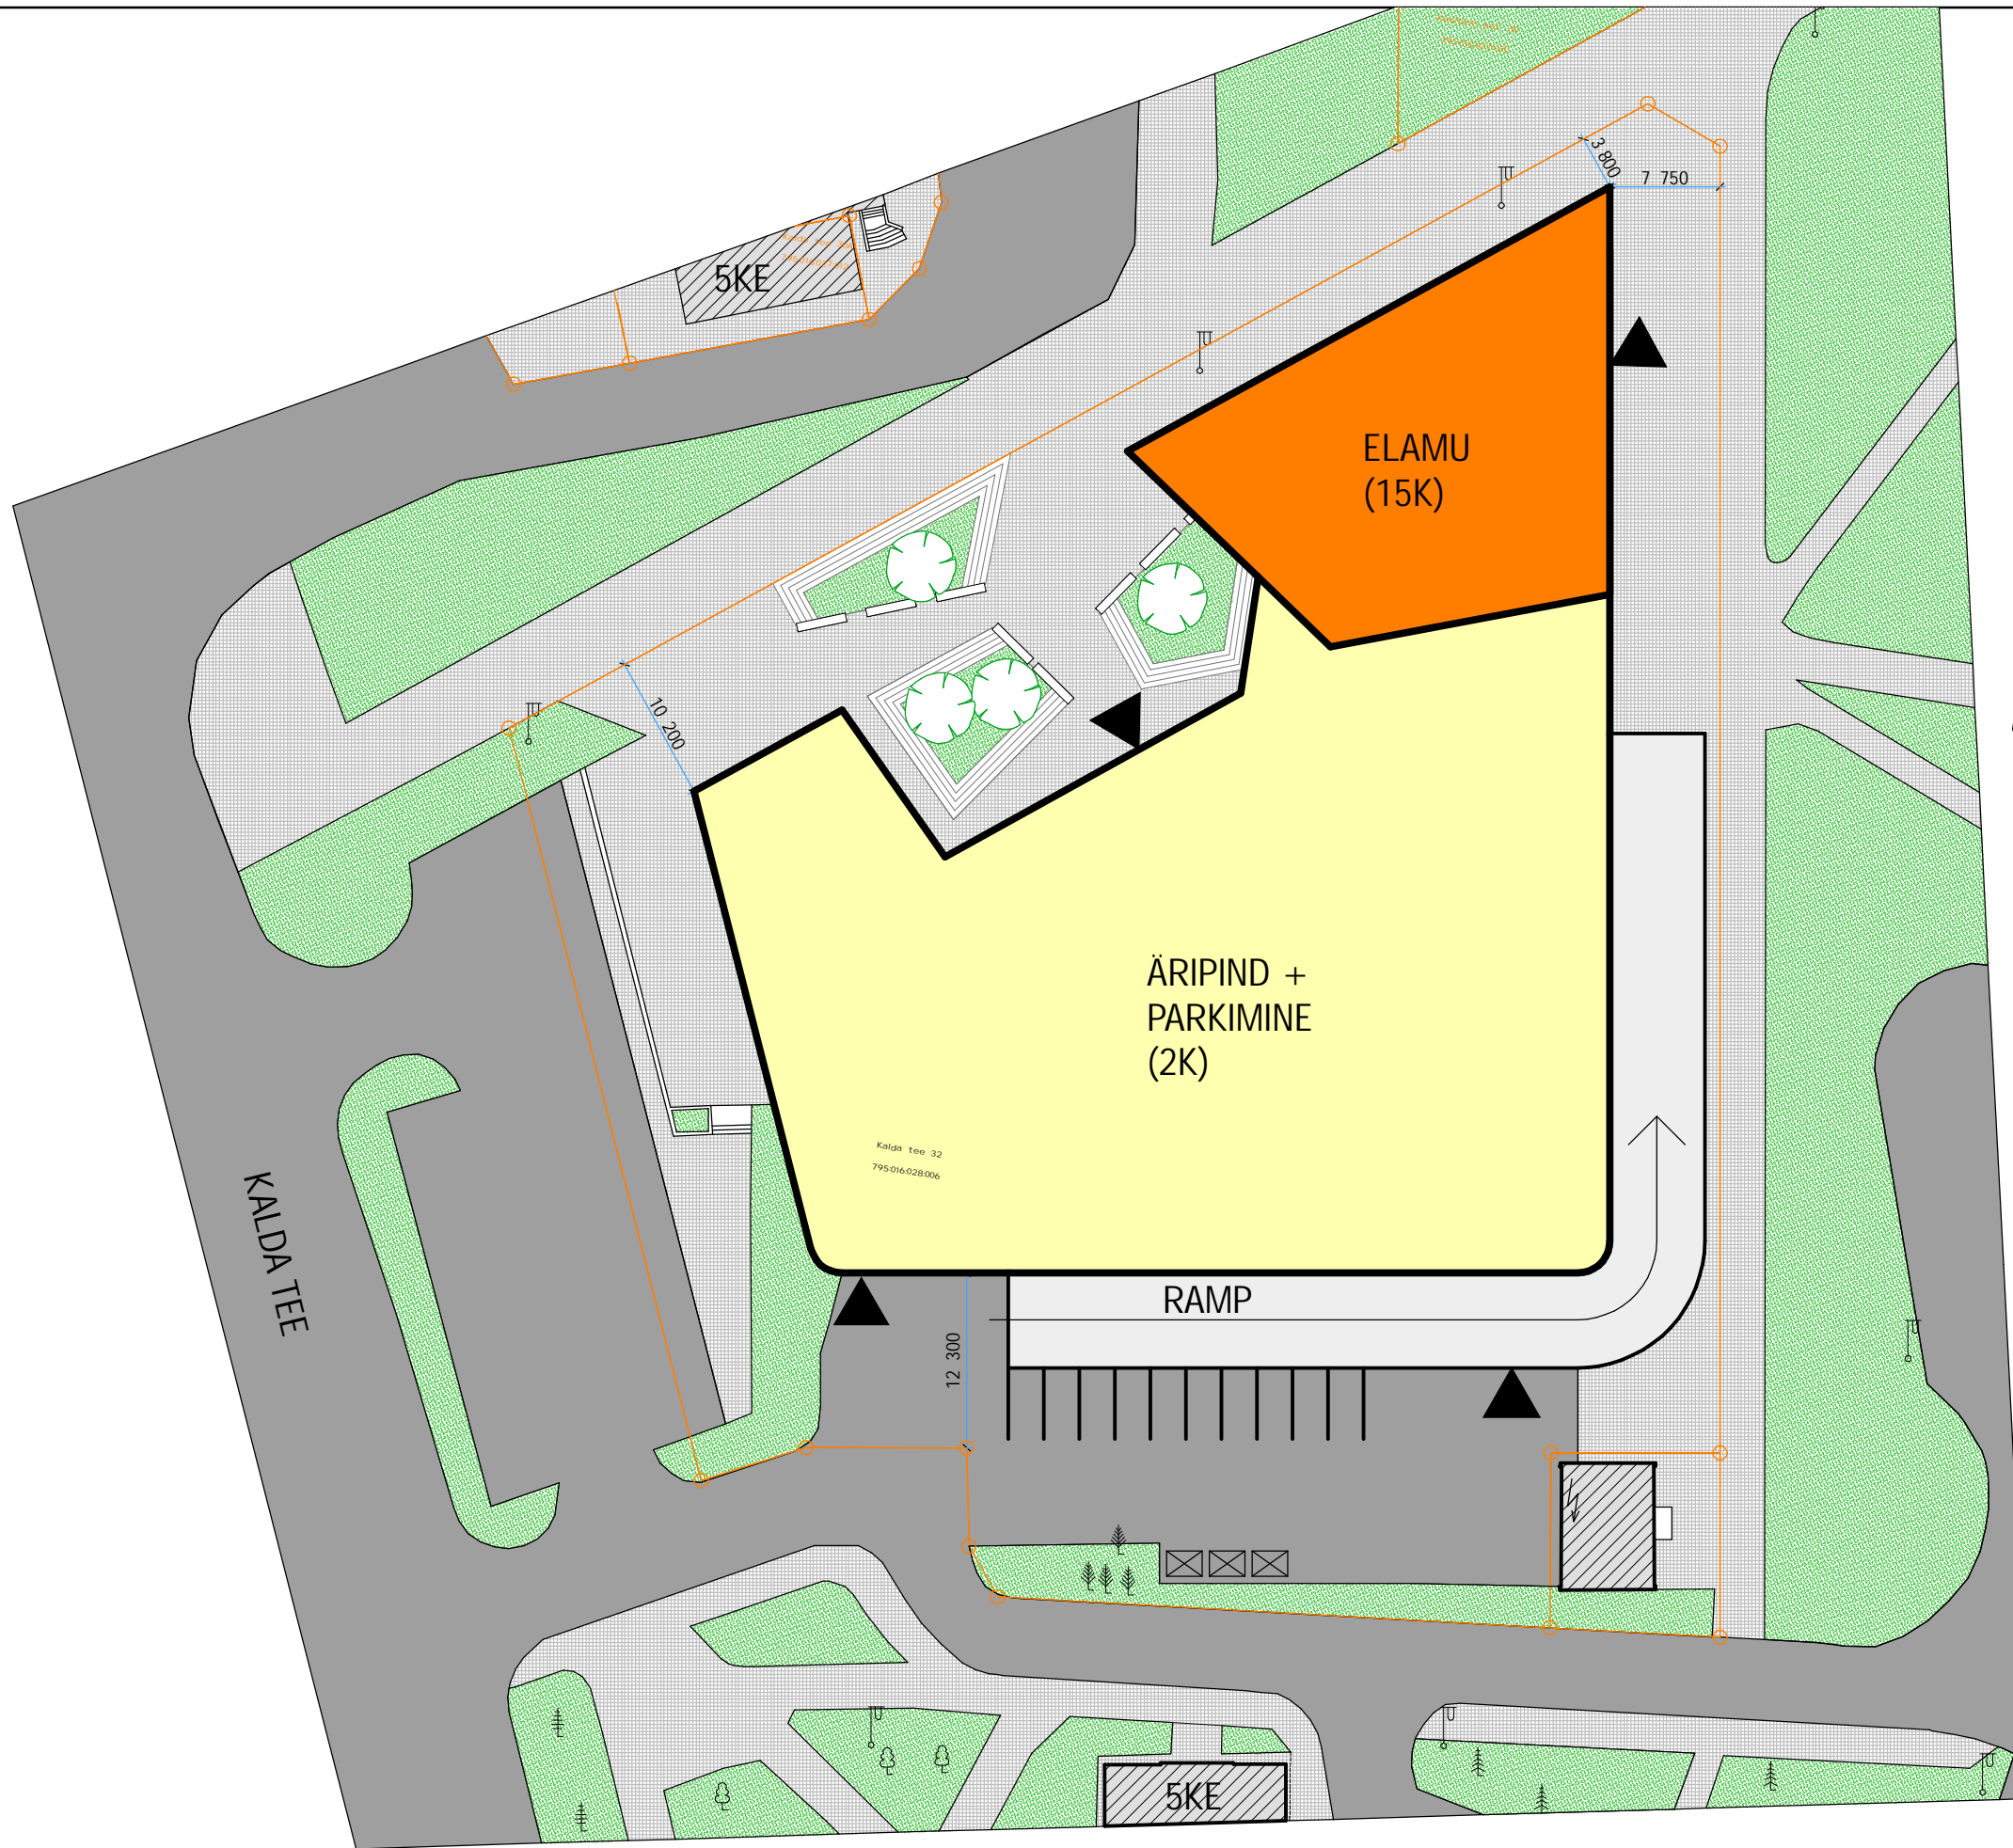 3 800
7 750
5KE
ELAMU
(15K)
10 200
ÄRIPIND +
PARKIMINE
(2K)
Kalda tee 32
795:016:028:006
KALDA TEE
RAMP
12 300
5KE